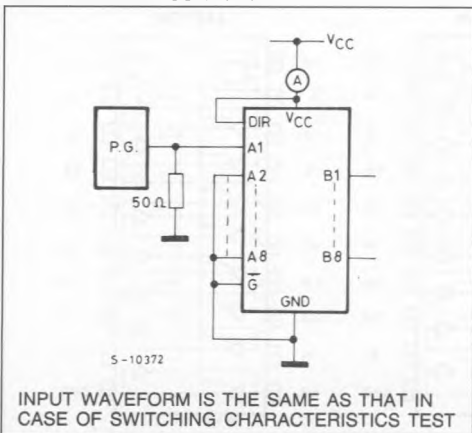 VCC
A
DIR
VCC
P.G.
A1
A2
B1
50Ω
A8
B8
G
GND
S-10372
INPUT WAVEFORM IS THE SAME AS THAT IN
CASE OF SWITCHING CHARACTERISTICS TEST